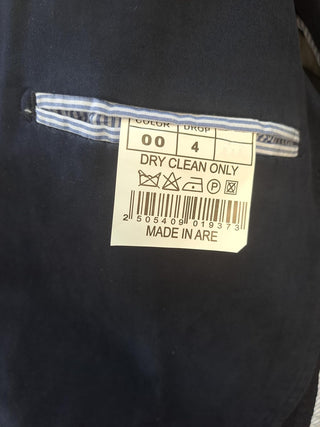 COLOR DROP
00 4
DRY CLEAN ONLY
P
2 505409 019373
MADE IN ARE